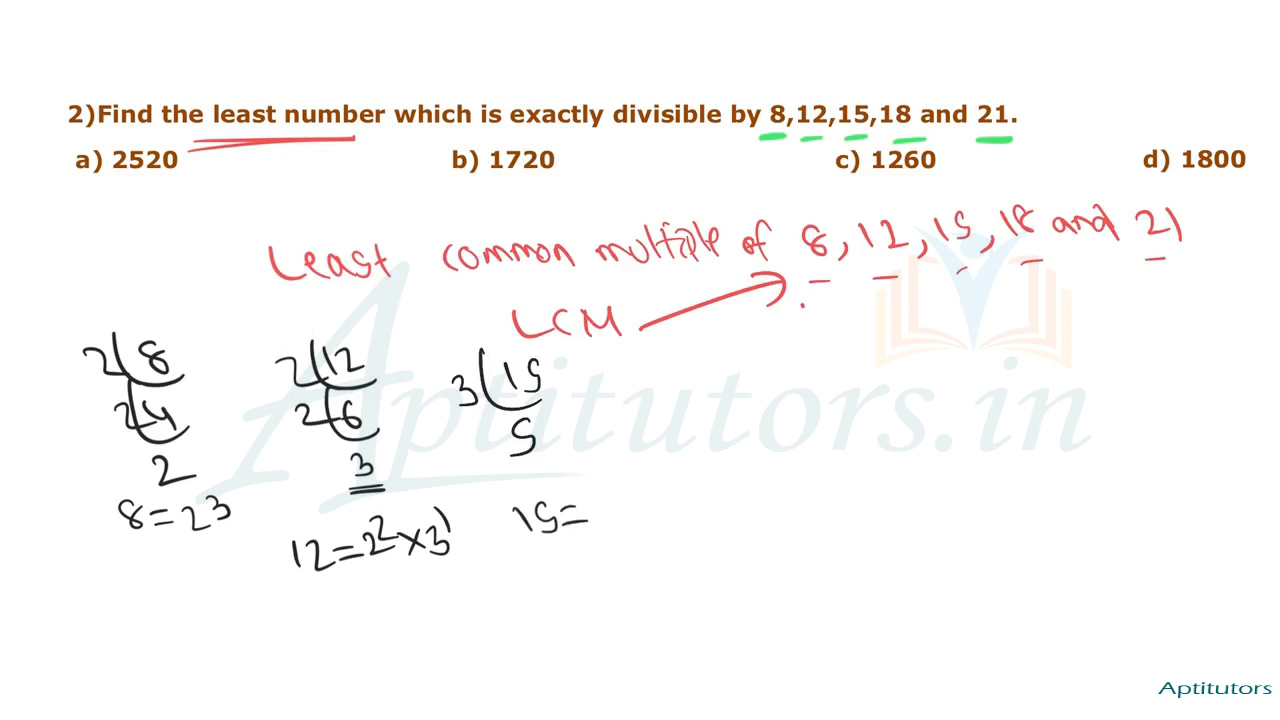 2)Find the least number which is exactly divisible by 8,12,15,18 and 21.
a) 2520 b) 1720 c) 1260 d) 1800
Least common multiple of 8, 12, 15, 18 and 21
LCM
2 8 2 12 3 15
2 4 2 6 5
2 3
8=2³ 12=2²×3¹ 15=
Aptitutors.in
Aptitutors